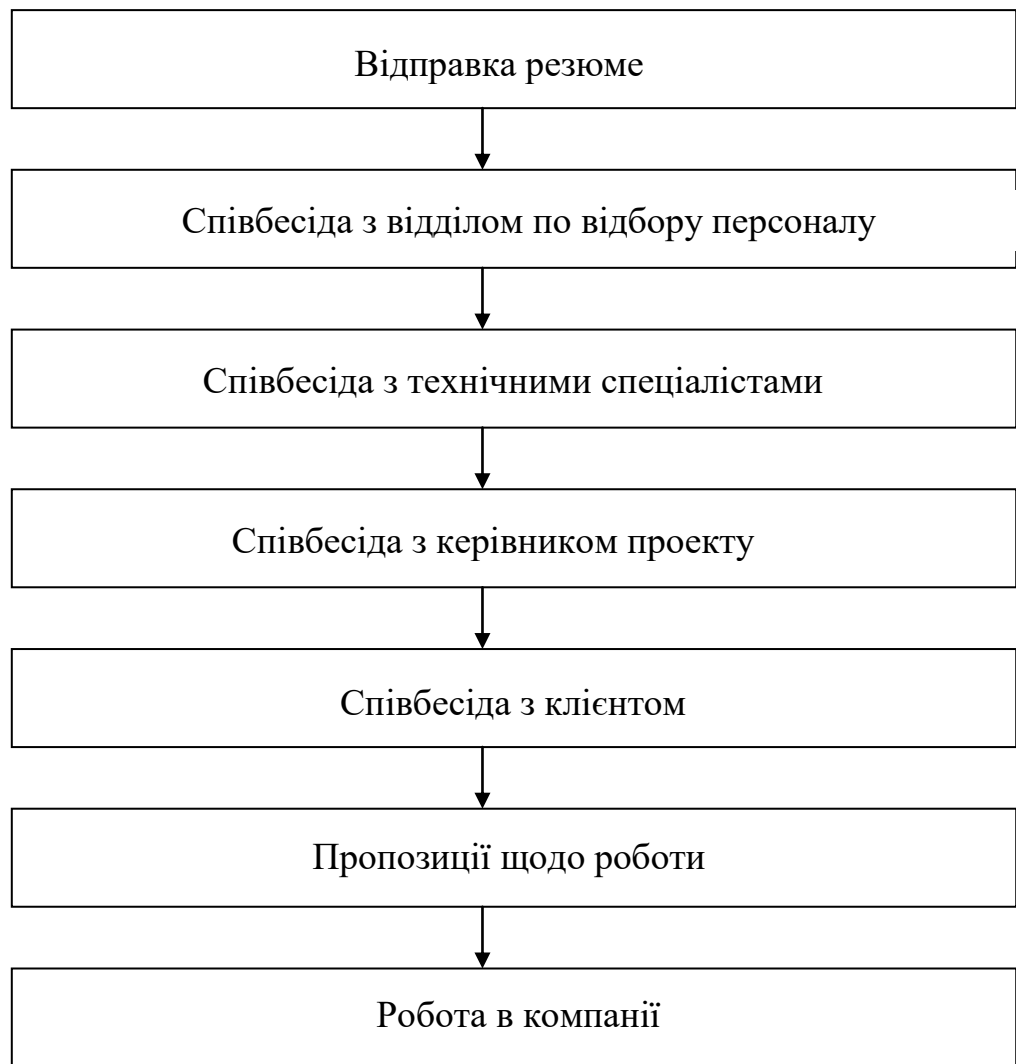 Відправка резюме
Співбесіда з відділом по відбору персоналу
Співбесіда з технічними спеціалістами
Співбесіда з керівником проекту
Співбесіда з клієнтом
Пропозиції щодо роботи
Робота в компанії